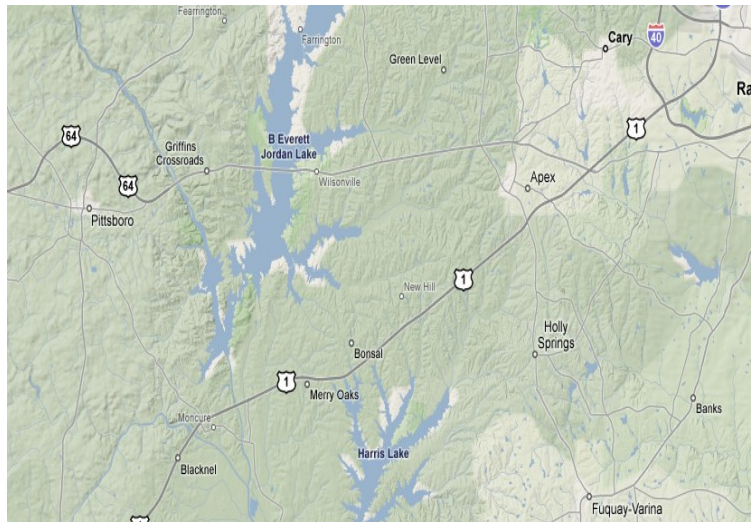 Fearrington
Farrington
Cary
40
Green Level
Ra
1
64
B Everett
Jordan Lake
Griffins
Crossroads
64
Wilsonville
Apex
Pittsboro
1
New Hill
Bonsal
Holly
Springs
1
Merry Oaks
Banks
Moncure
Harris Lake
Blacknel
Fuquay-Varina